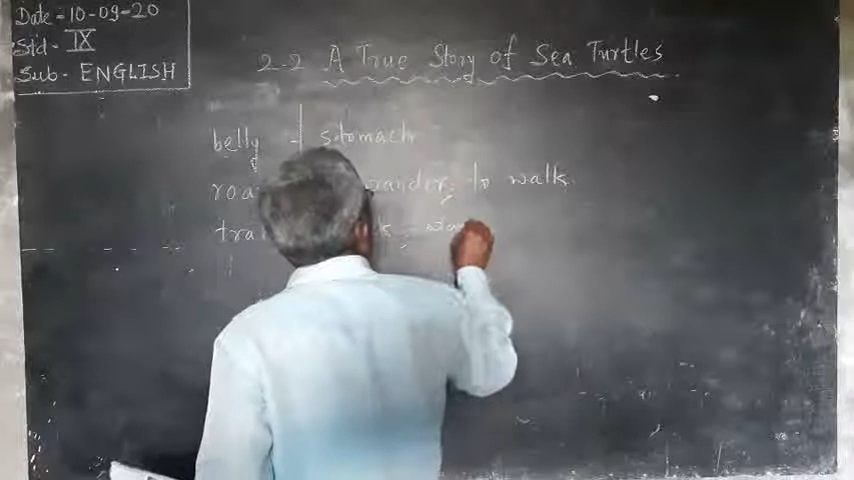 Date = 10-09-20
Std - IX
Sub - ENGLISH
2.2 A True Story of Sea Turtles
belly - stomach
wander, to walk.